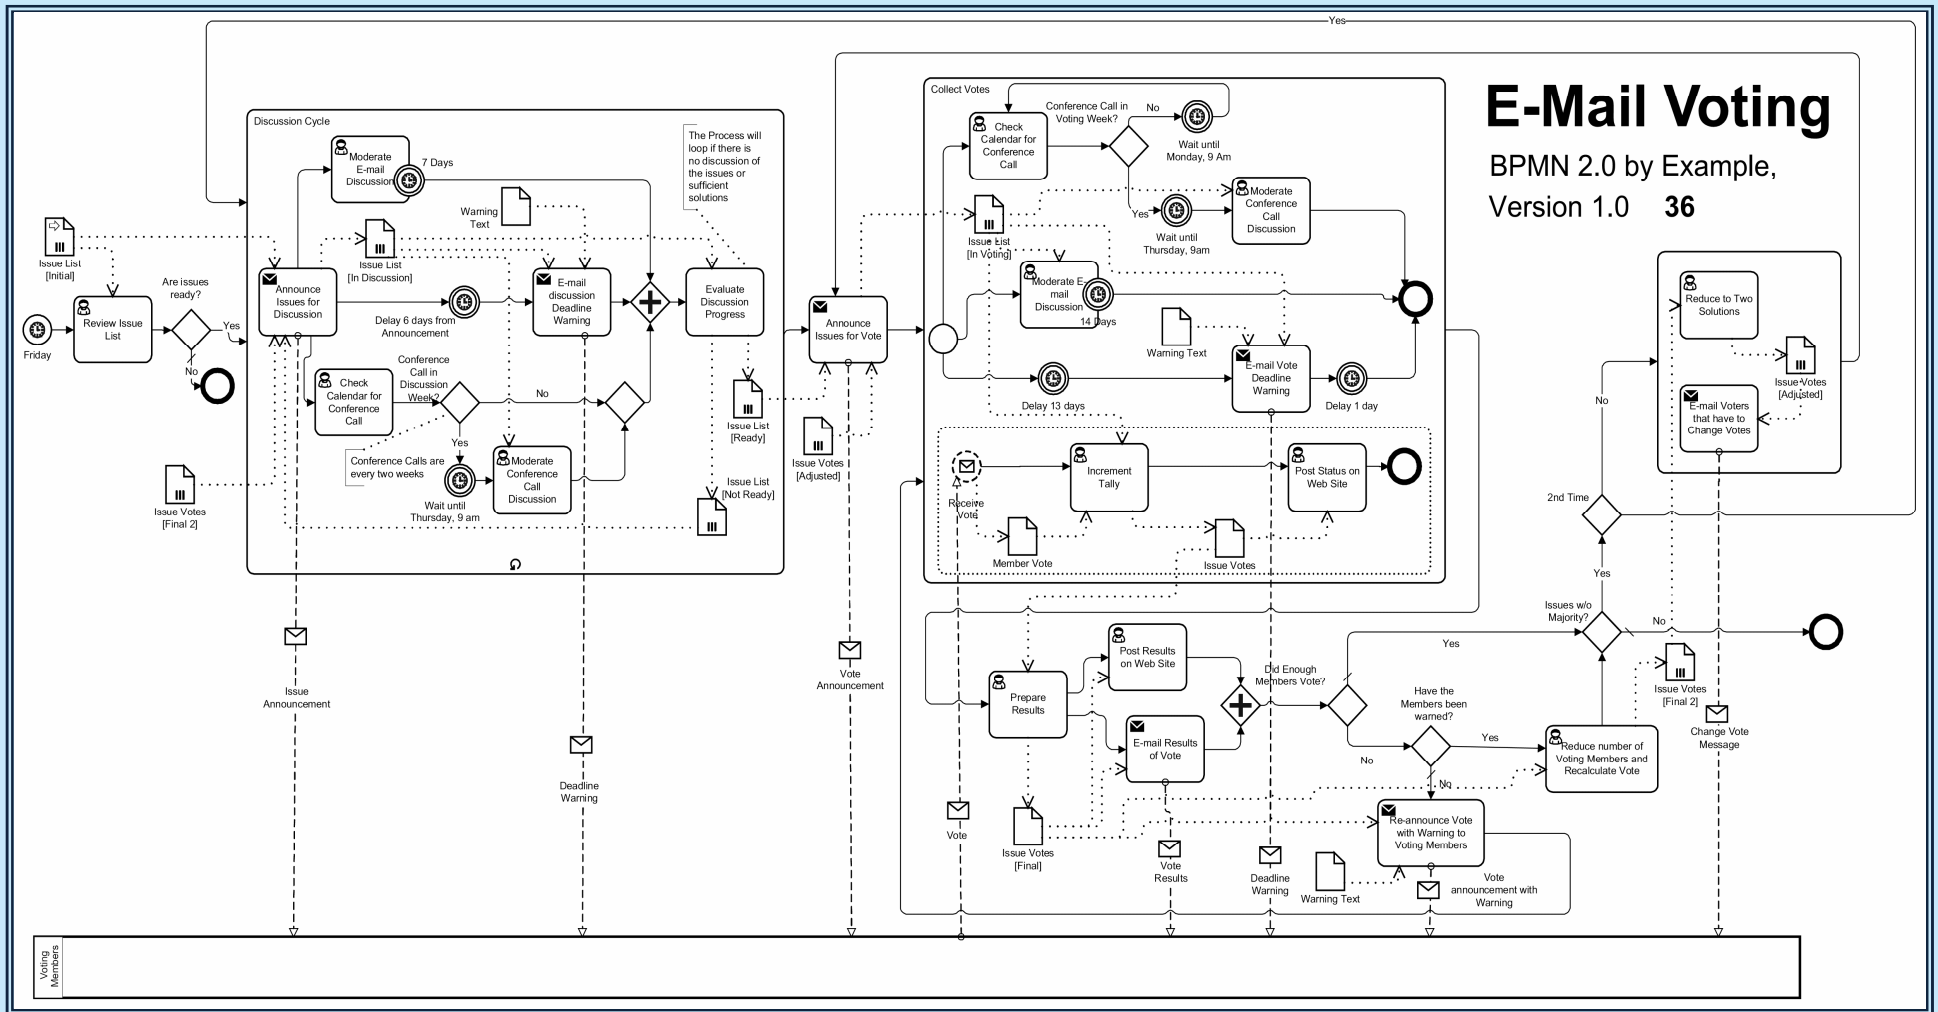 Yes
E-Mail Voting
BPMN 2.0 by Example,
Version 1.0 36
Friday
Issue List
[Initial]
Review Issue
List
Are issues
ready?
Yes
No
Issue Votes
[Final 2]
Discussion Cycle
Moderate
E-mail
Discussion
7 Days
Warning
Text
The Process will
loop if there is
no discussion of
the issues or
sufficient
solutions
Issue List
[In Discussion]
Announce
Issues for
Discussion
Delay 6 days from
Announcement
E-mail
discussion
Deadline
Warning
Evaluate
Discussion
Progress
Check
Calendar for
Conference
Call
Conference
Call in
Discussion
Week?
No
Yes
Conference Calls are
every two weeks
Wait until
Thursday, 9 am
Moderate
Conference
Call
Discussion
Issue List
[Ready]
Issue List
[Not Ready]
Issue
Announcement
Deadline
Warning
Announce
Issues for Vote
Issue Votes
[Adjusted]
Vote
Announcement
Collect Votes
Check
Calendar for
Conference
Call
Conference Call in
Voting Week?
No
Wait until
Monday, 9 Am
Yes
Wait until
Thursday, 9am
Moderate
Conference
Call
Discussion
Issue List
[In Voting]
Moderate E-
mail
Discussion
14 Days
Warning Text
E-mail Vote
Deadline
Warning
Delay 13 days
Delay 1 day
Receive
Vote
Increment
Tally
Post Status on
Web Site
Member Vote
Issue Votes
Prepare
Results
Post Results
on Web Site
E-mail Results
of Vote
Issue Votes
[Final]
Vote
Vote
Results
Deadline
Warning
Did Enough
Members Vote?
Yes
No
Have the
Members been
warned?
Yes
No
Re-announce Vote
with Warning to
Voting Members
Warning Text
Vote
announcement with
Warning
Reduce number of
Voting Members and
Recalculate Vote
Issue Votes
[Final 2]
Issues w/o
Majority?
No
Yes
2nd Time
No
Reduce to Two
Solutions
Issue Votes
[Adjusted]
E-mail Voters
that have to
Change Votes
Change Vote
Message
Voting
Members